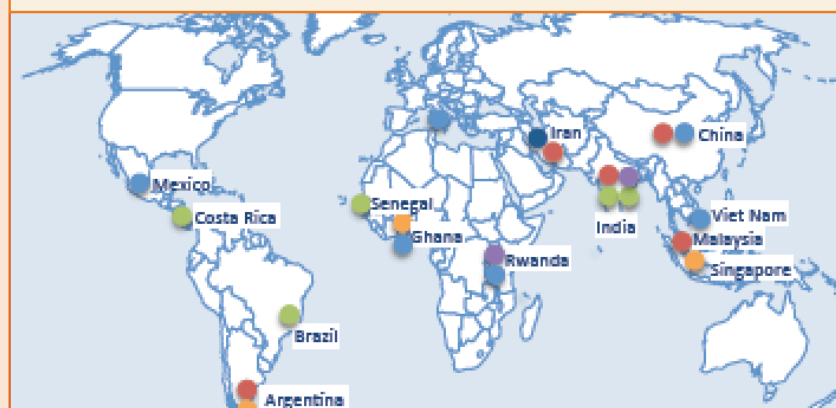 Iran
China
Mexico
Senegal
Costa Rica
Viet Nam
India
Ghana
Malaysia
Rwanda
Singapore
Brazil
Argentina